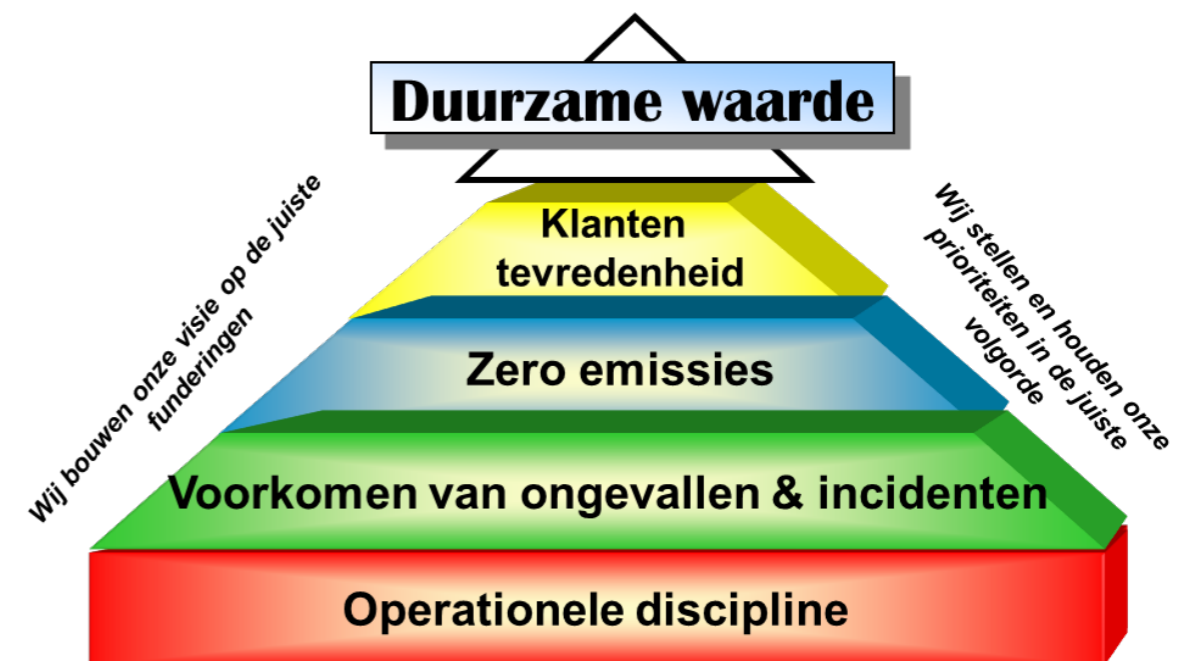 Duurzame waarde
Wij bouwen onze visie op de juiste
funderingen
Wij stellen en houden onze
prioriteiten in de juiste
volgorde
Klanten
tevredenheid
Zero emissies
Voorkomen van ongevallen & incidenten
Operationele discipline